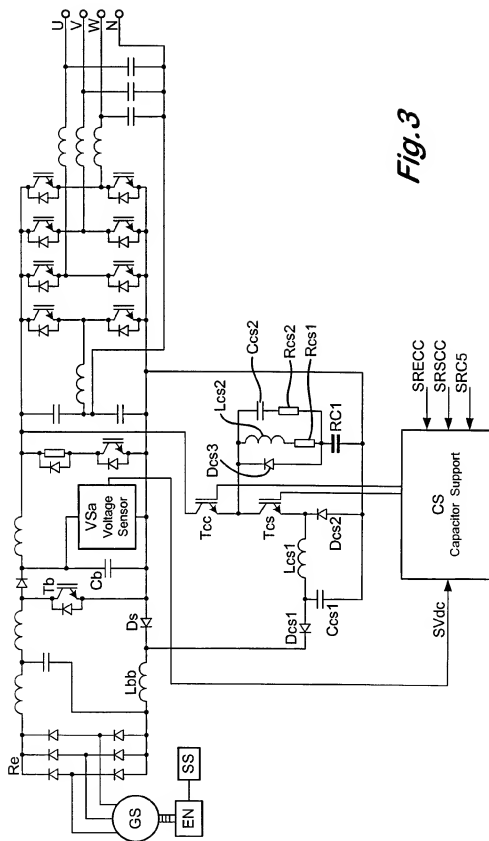 U
V
W
N
Fig.3
Re
GS
EN
SS
Lbb
Ds
Tb
Cb
VSa
Voltage
Sensor
Tcc
Tcs
Dcs3
Lcs2
Ccs2
Rcs2
Rcs1
RC1
Dcs1
Lcs1
Ccs1
Dcs2
SVdc
CS
Capacitor Support
SRECC
SRSCC
SRC5